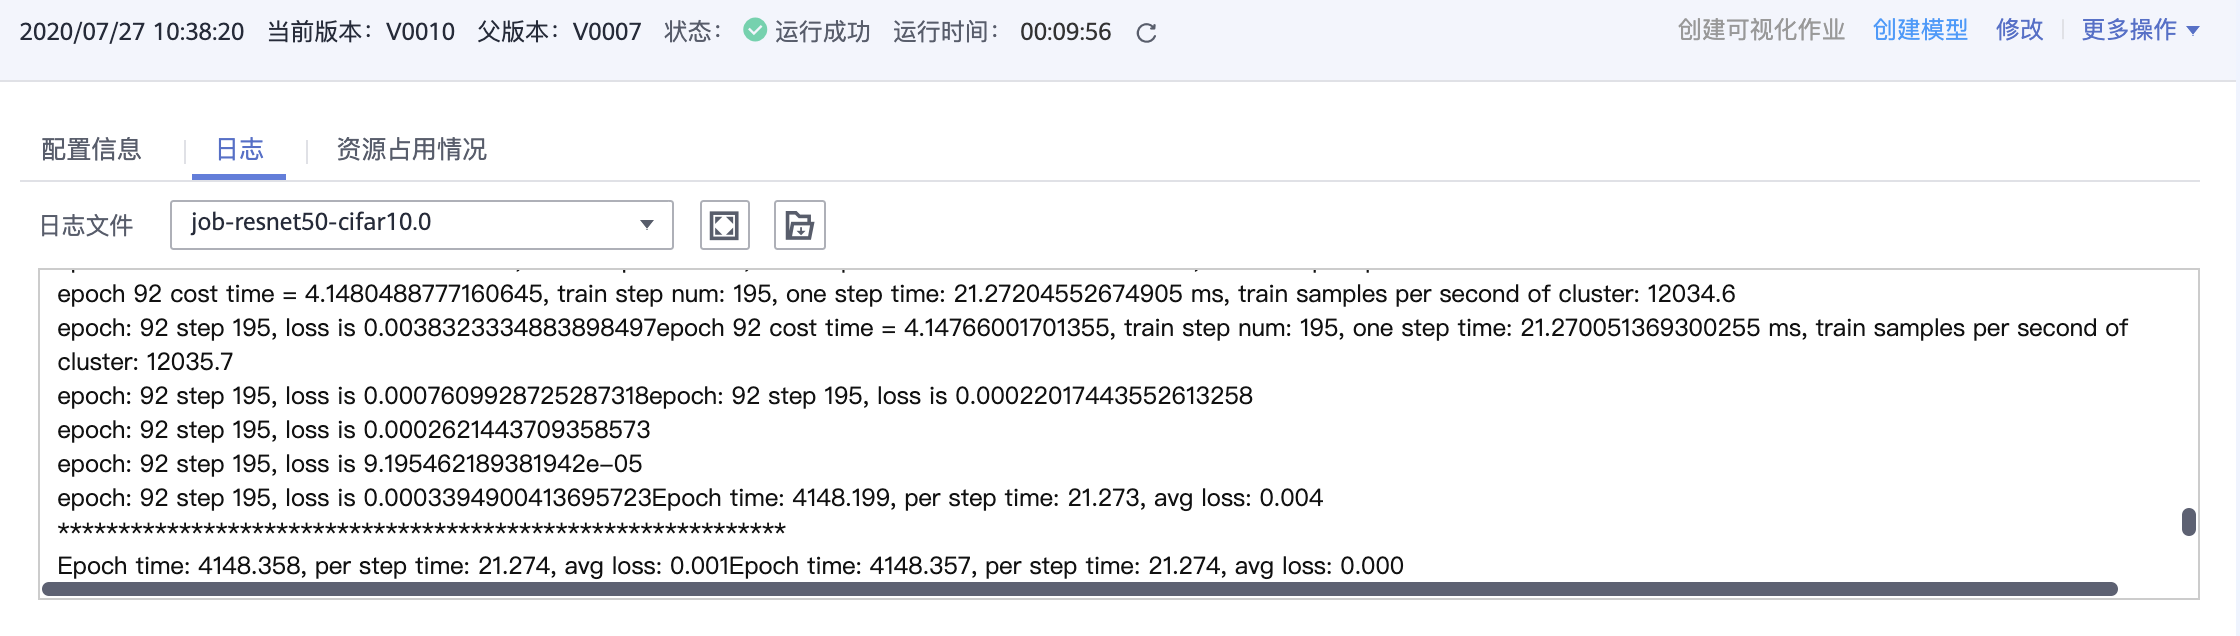 2020/07/27 10:38:20 当前版本： V0010 父版本： V0007 状态： 运行成功 运行时间： 00:09:56 创建可视化作业 创建模型 修改 更多操作
配置信息 日志 资源占用情况
日志文件 job-resnet50-cifar10.0
epoch 92 cost time = 4.1480488777160645, train step num: 195, one step time: 21.27204552674905 ms, train samples per second of cluster: 12034.6
epoch: 92 step 195, loss is 0.0038323334883898497epoch 92 cost time = 4.14766001701355, train step num: 195, one step time: 21.270051369300255 ms, train samples per second of
cluster: 12035.7
epoch: 92 step 195, loss is 0.0007609928725287318epoch: 92 step 195, loss is 0.00022017443552613258
epoch: 92 step 195, loss is 0.0002621443709358573
epoch: 92 step 195, loss is 9.195462189381942e-05
epoch: 92 step 195, loss is 0.00033949004136957​23Epoch time: 4148.199, per step time: 21.273, avg loss: 0.004
************************************************************
Epoch time: 4148.358, per step time: 21.274, avg loss: 0.001Epoch time: 4148.357, per step time: 21.274, avg loss: 0.000